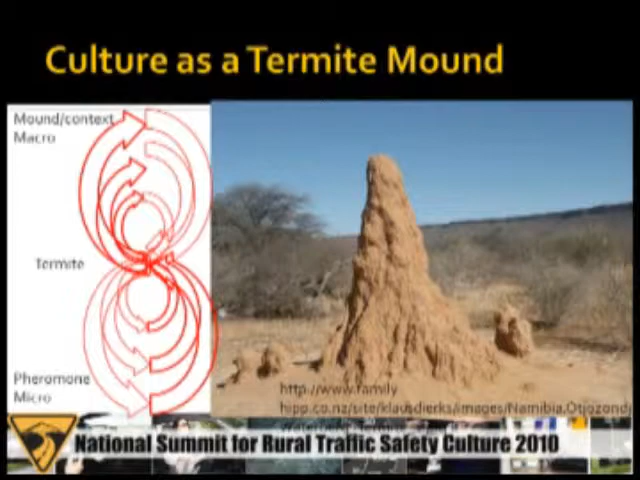 Culture as a Termite Mound
Mound/context
Macro
Termite
Pheromone
Micro
http://www.family
hipp.co.nz/site/klausdierks/images/Namibia.Otjozond
National Summit for Rural Traffic Safety Culture 2010